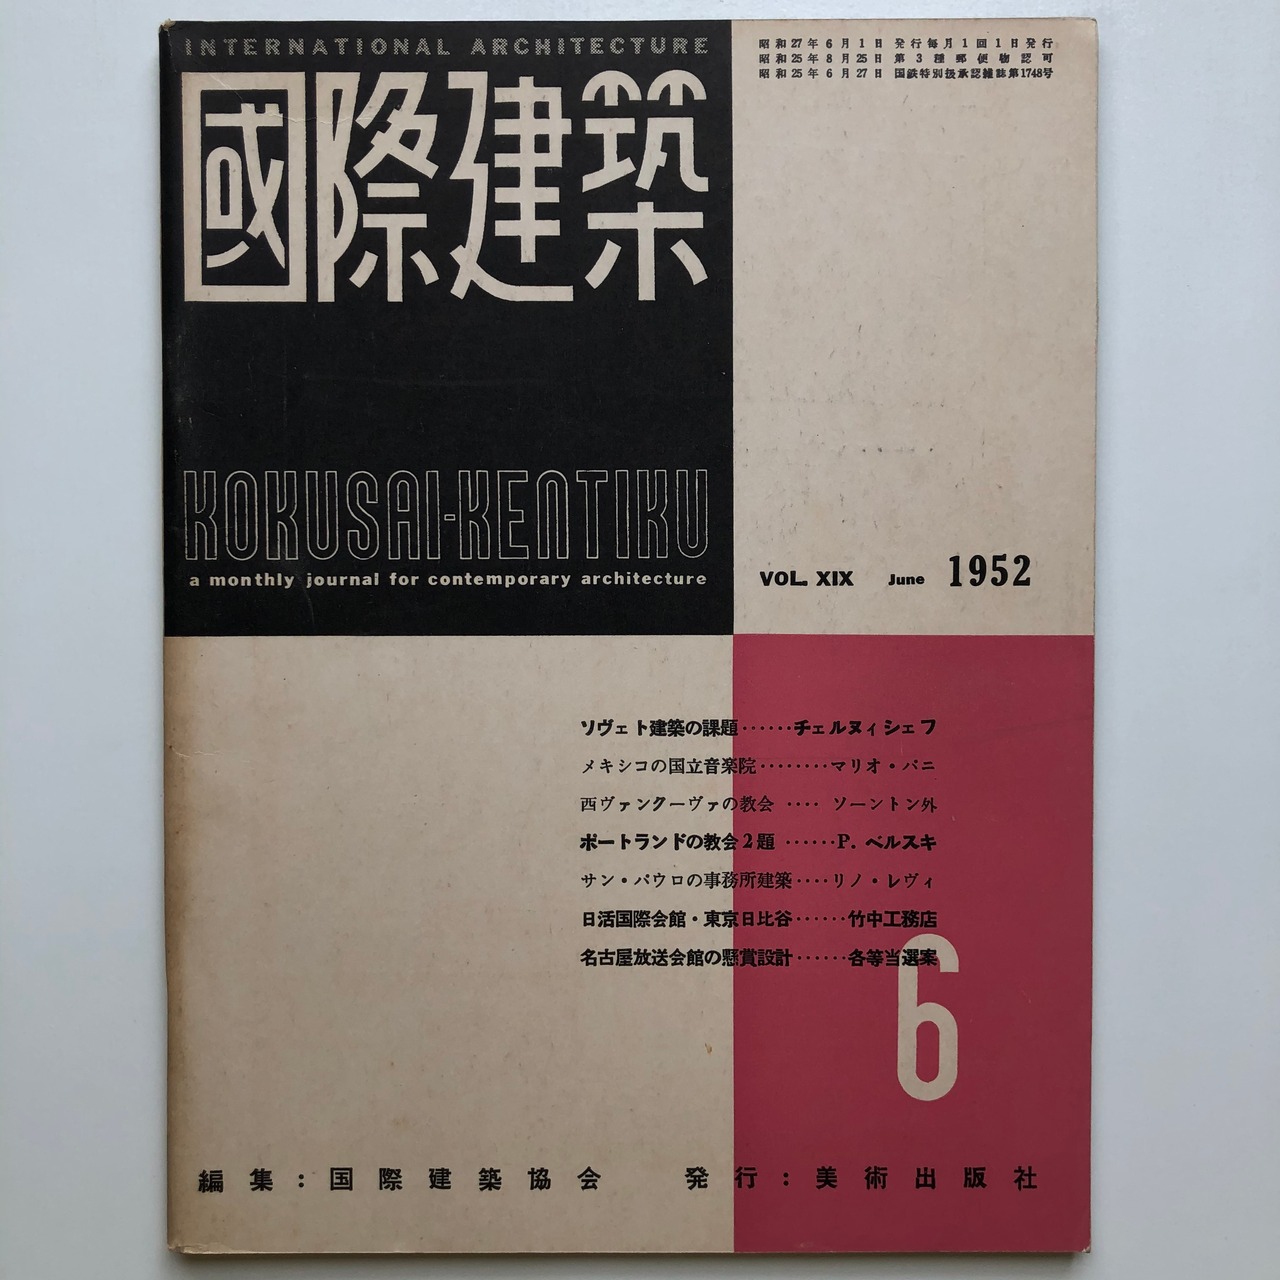 INTERNATIONAL ARCHITECTURE
國際建築
昭和27年6月1日 発行毎月1回1日発行
昭和25年8月25日 第3種郵便物認可
昭和25年6月27日 国鉄特別扱承認雑誌第1748号
KOKUSAI-KENTIKU
a monthly journal for contemporary architecture
VOL. XIX June 1952
ソヴェト建築の課題······チェルヌィシェフ
メキシコの国立音楽院········マリオ・パニ
西ヴァンクーヴァの教会 ···· ソーントン外
ポートランドの教会2題 ······P. ベルスキ
サン・パウロの事務所建築····リノ・レヴィ
日活国際会館・東京日比谷······竹中工務店
名古屋放送会館の懸賞設計······各等当選案
6
編集:国際建築協会 発行:美術出版社